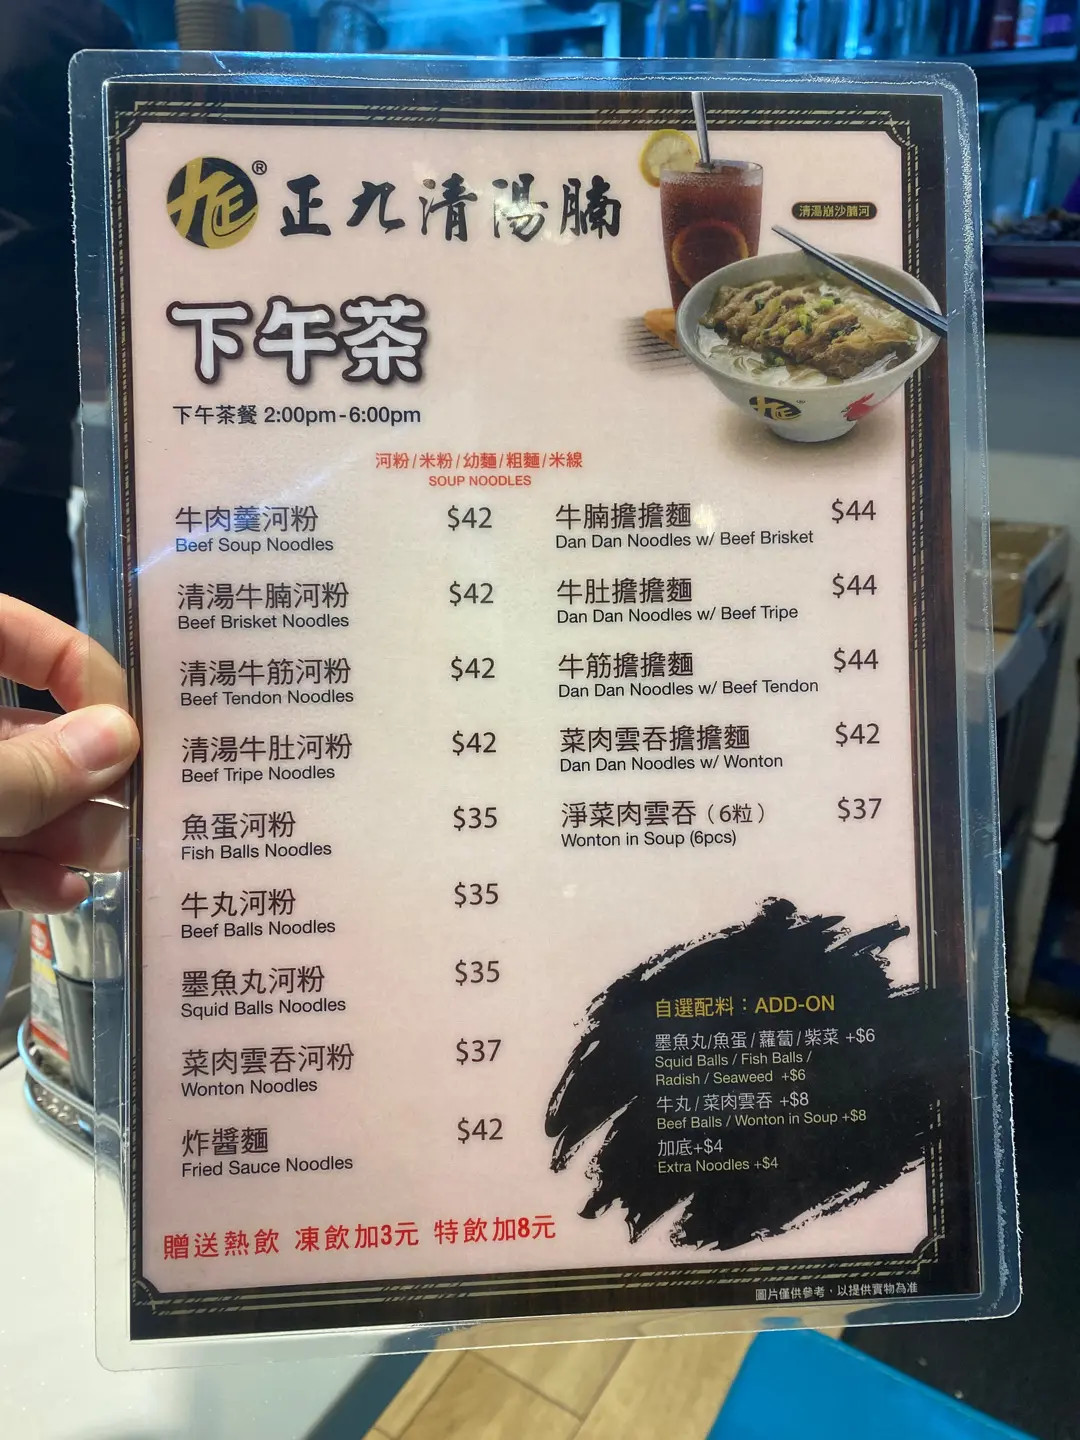 ®
正九清湯腩
清湯崩沙腩河
下午茶
下午茶餐 2:00pm-6:00pm
河粉/米粉/幼麵/粗麵/米線
SOUP NOODLES
牛肉羹河粉 $42
Beef Soup Noodles
清湯牛腩河粉 $42
Beef Brisket Noodles
清湯牛筋河粉 $42
Beef Tendon Noodles
清湯牛肚河粉 $42
Beef Tripe Noodles
魚蛋河粉 $35
Fish Balls Noodles
牛丸河粉 $35
Beef Balls Noodles
墨魚丸河粉 $35
Squid Balls Noodles
菜肉雲吞河粉 $37
Wonton Noodles
炸醬麵 $42
Fried Sauce Noodles
牛腩擔擔麵 $44
Dan Dan Noodles w/ Beef Brisket
牛肚擔擔麵 $44
Dan Dan Noodles w/ Beef Tripe
牛筋擔擔麵 $44
Dan Dan Noodles w/ Beef Tendon
菜肉雲吞擔擔麵 $42
Dan Dan Noodles w/ Wonton
淨菜肉雲吞（6粒） $37
Wonton in Soup (6pcs)
自選配料：ADD-ON
墨魚丸/魚蛋/蘿蔔/紫菜 +$6
Squid Balls / Fish Balls /
Radish / Seaweed +$6
牛丸/菜肉雲吞 +$8
Beef Balls / Wonton in Soup +$8
加底+$4
Extra Noodles +$4
贈送熱飲 凍飲加3元 特飲加8元
圖片僅供參考，以提供實物為准